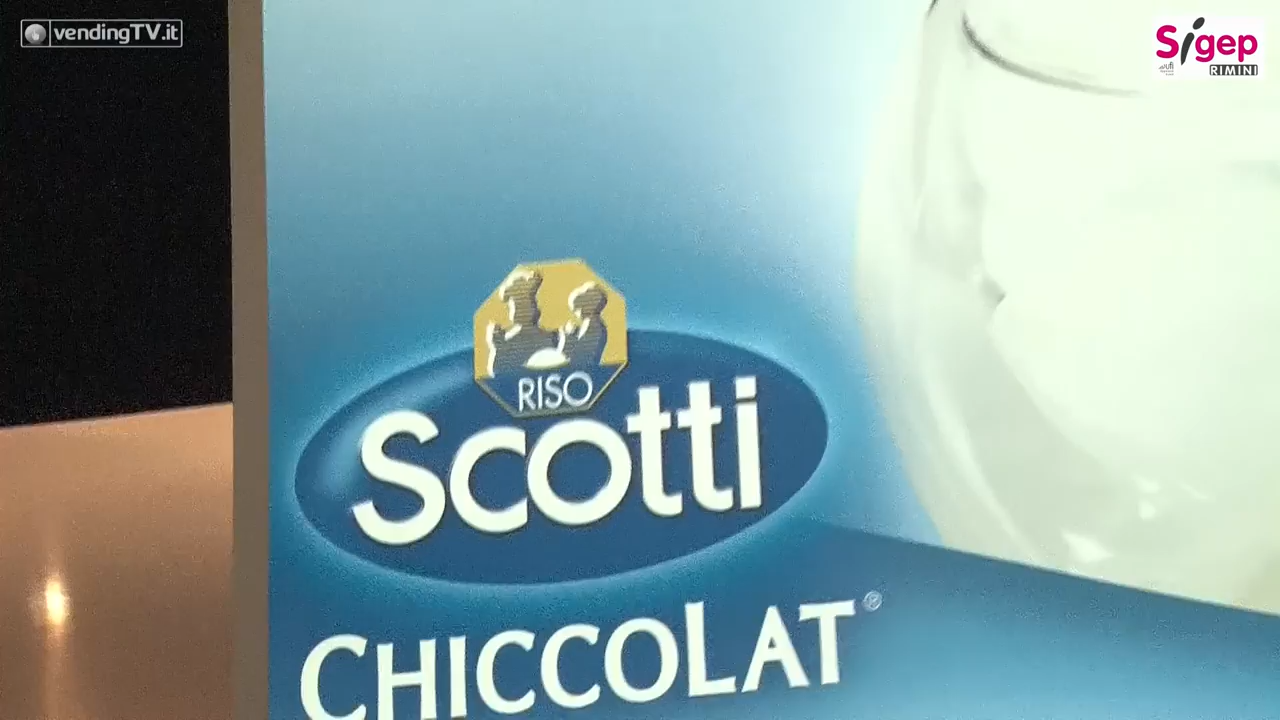 vendingTV.it
Sigep
RIMINI
RISO
Scotti
CHICCOLAT®